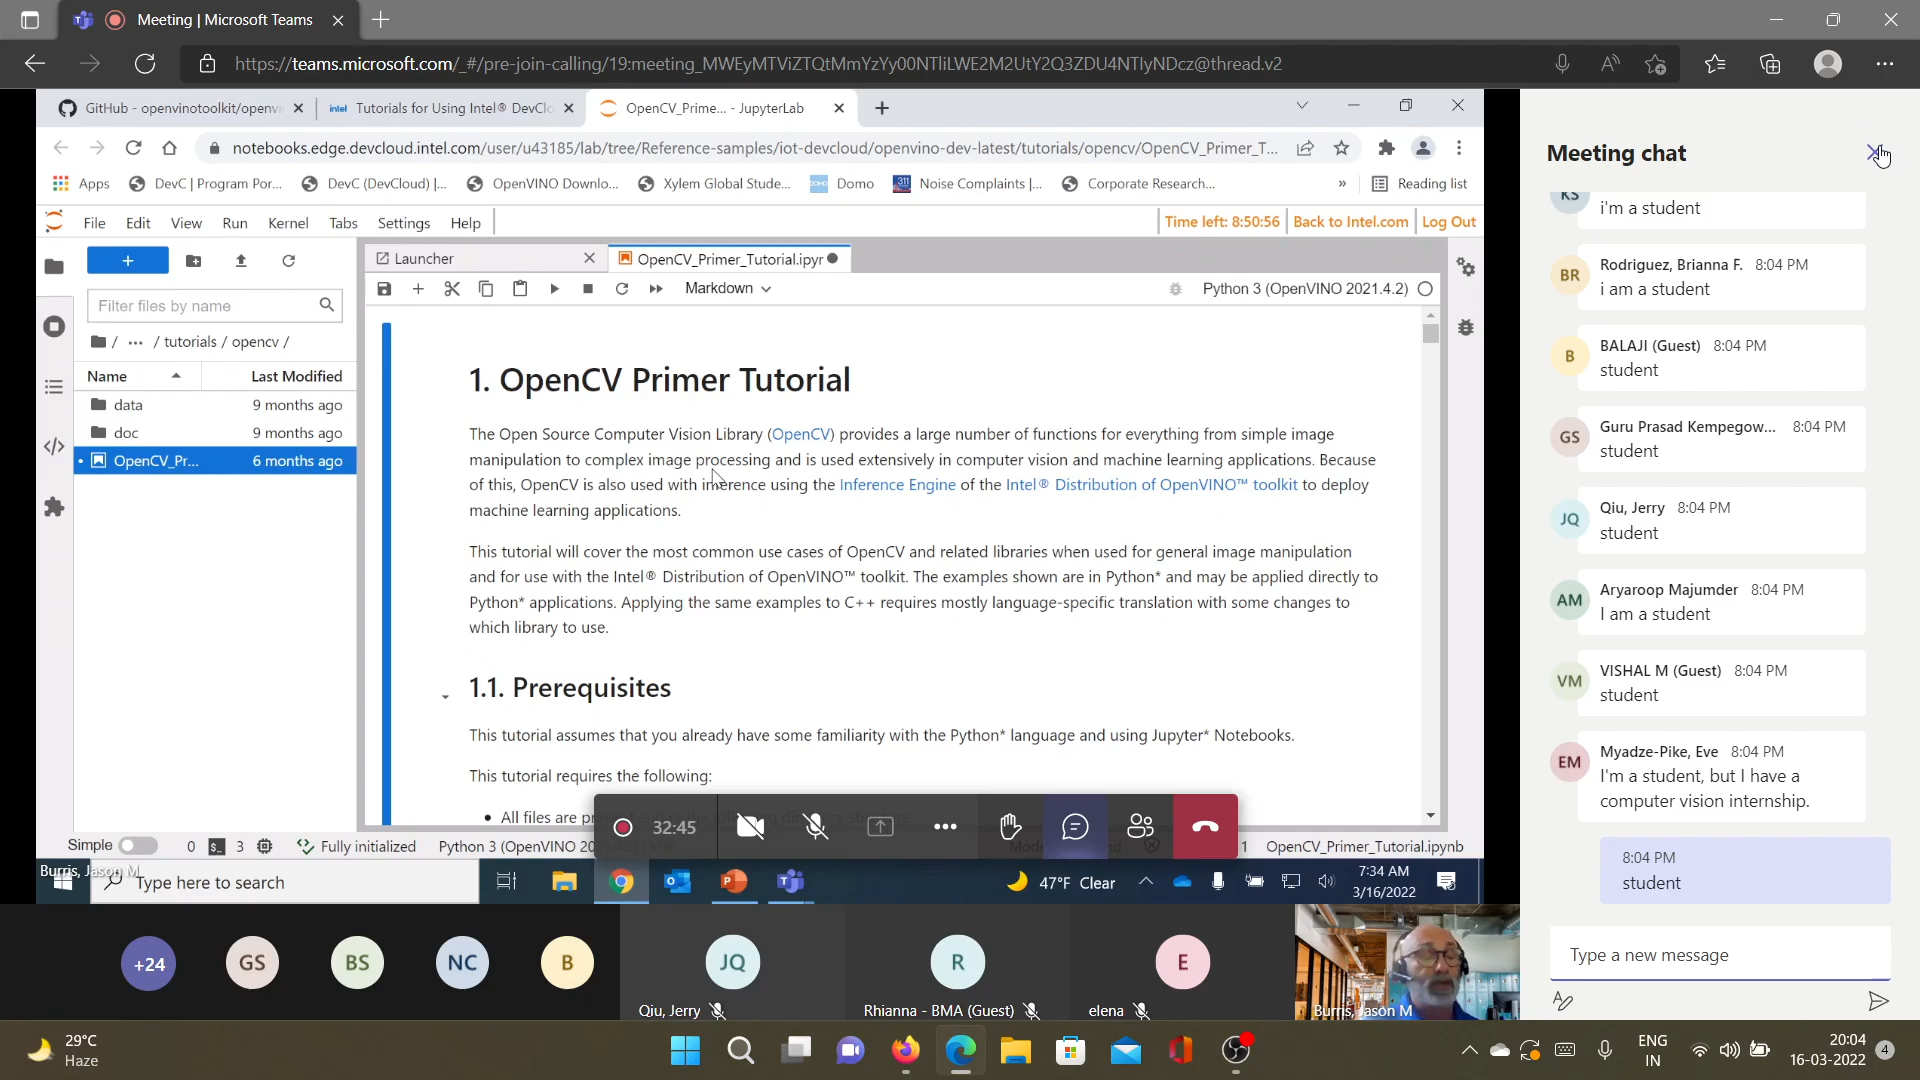 Meeting | Microsoft Teams
https://teams.microsoft.com/_#/pre-join-calling/19:meeting_MWEyMTViZTQtMmYzYy00NTliLWE2M2UtY2Q3ZDU4NTIyNDcz@thread.v2
GitHub - openvinotoolkit/openvi
intel Tutorials for Using Intel® DevClo
OpenCV_Prime... - JupyterLab
notebooks.edge.devcloud.intel.com/user/u43185/lab/tree/Reference-samples/iot-devcloud/openvino-dev-latest/tutorials/opencv/OpenCV_Primer_T...
Apps
DevC | Program Por...
DevC (DevCloud) |...
OpenVINO Downlo...
Xylem Global Stude...
DOMO Domo
311 Noise Complaints |...
Corporate Research...
»
Reading list
File Edit View Run Kernel Tabs Settings Help
Time left: 8:50:56 Back to Intel.com Log Out
Filter files by name
/ ··· / tutorials / opencv /
Name Last Modified
data 9 months ago
doc 9 months ago
OpenCV_Pr... 6 months ago
Launcher
OpenCV_Primer_Tutorial.ipyr
Markdown
Python 3 (OpenVINO 2021.4.2)
1. OpenCV Primer Tutorial
The Open Source Computer Vision Library (OpenCV) provides a large number of functions for everything from simple image
manipulation to complex image processing and is used extensively in computer vision and machine learning applications. Because
of this, OpenCV is also used with inference using the Inference Engine of the Intel® Distribution of OpenVINO™ toolkit to deploy
machine learning applications.
This tutorial will cover the most common use cases of OpenCV and related libraries when used for general image manipulation
and for use with the Intel® Distribution of OpenVINO™ toolkit. The examples shown are in Python* and may be applied directly to
Python* applications. Applying the same examples to C++ requires mostly language-specific translation with some changes to
which library to use.
1.1. Prerequisites
This tutorial assumes that you already have some familiarity with the Python* language and using Jupyter* Notebooks.
This tutorial requires the following:
• All files are
32:45
Simple
0 $_ 3
Fully initialized
Python 3 (OpenVINO 20
1 OpenCV_Primer_Tutorial.ipynb
Burris, Jason M
Type here to search
47°F Clear
7:34 AM
3/16/2022
Meeting chat
KS
i'm a student
BR
Rodriguez, Brianna F. 8:04 PM
i am a student
B
BALAJI (Guest) 8:04 PM
student
GS
Guru Prasad Kempegow... 8:04 PM
student
JQ
Qiu, Jerry 8:04 PM
student
AM
Aryaroop Majumder 8:04 PM
I am a student
VM
VISHAL M (Guest) 8:04 PM
student
EM
Myadze-Pike, Eve 8:04 PM
I'm a student, but I have a
computer vision internship.
8:04 PM
student
Type a new message
+24
GS
BS
NC
B
JQ
Qiu, Jerry
R
Rhianna - BMA (Guest)
E
elena
Burris, Jason M
29°C
Haze
ENG
IN
20:04
16-03-2022
4